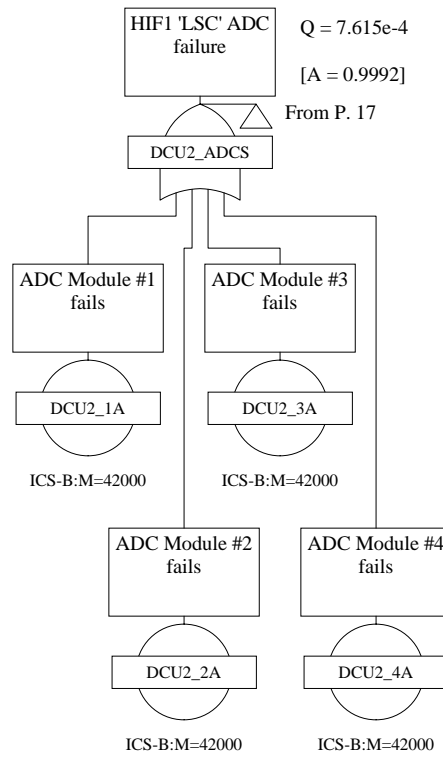 HIF1 'LSC' ADC
failure
Q = 7.615e-4
[A = 0.9992]
From P. 17
DCU2_ADCS
ADC Module #1
fails
DCU2_1A
ICS-B:M=42000
ADC Module #3
fails
DCU2_3A
ICS-B:M=42000
ADC Module #2
fails
DCU2_2A
ICS-B:M=42000
ADC Module #4
fails
DCU2_4A
ICS-B:M=42000